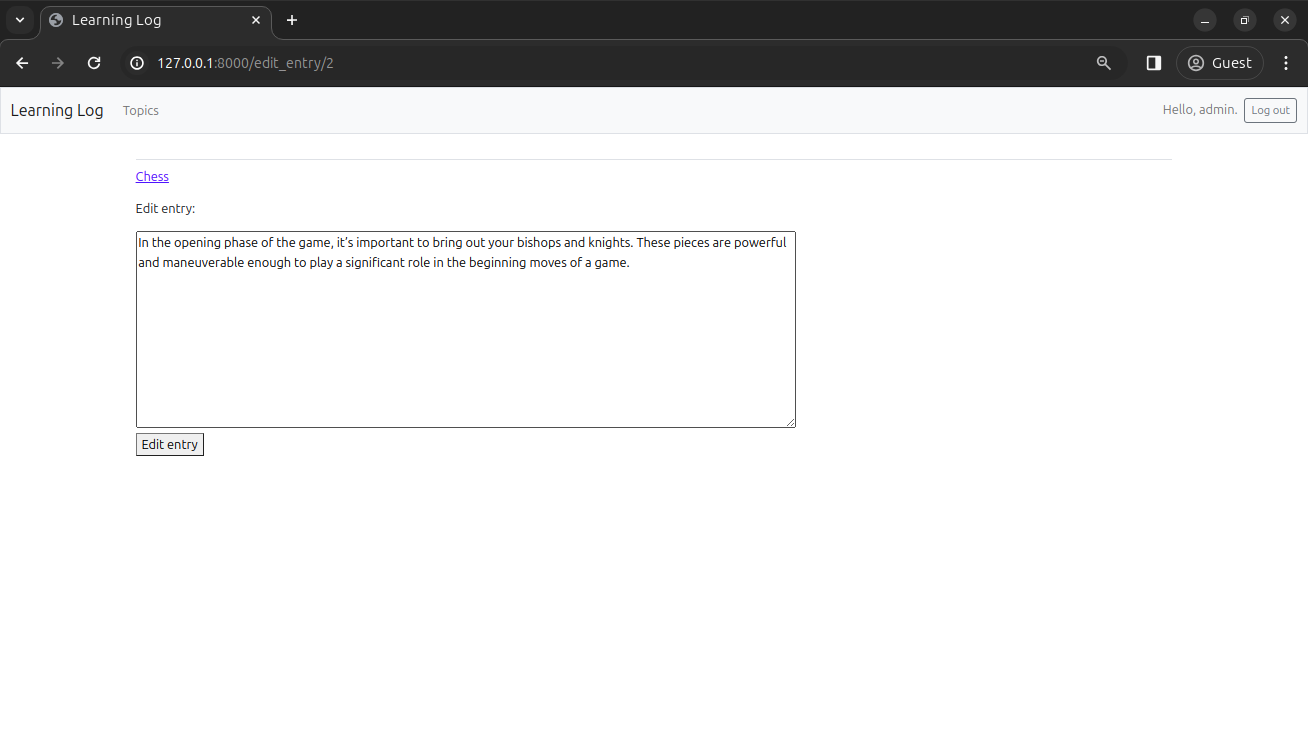 Learning Log
127.0.0.1:8000/edit_entry/2
Guest
Learning Log Topics Hello, admin. Log out
Chess
Edit entry:
In the opening phase of the game, it’s important to bring out your bishops and knights. These pieces are powerful
and maneuverable enough to play a significant role in the beginning moves of a game.
Edit entry